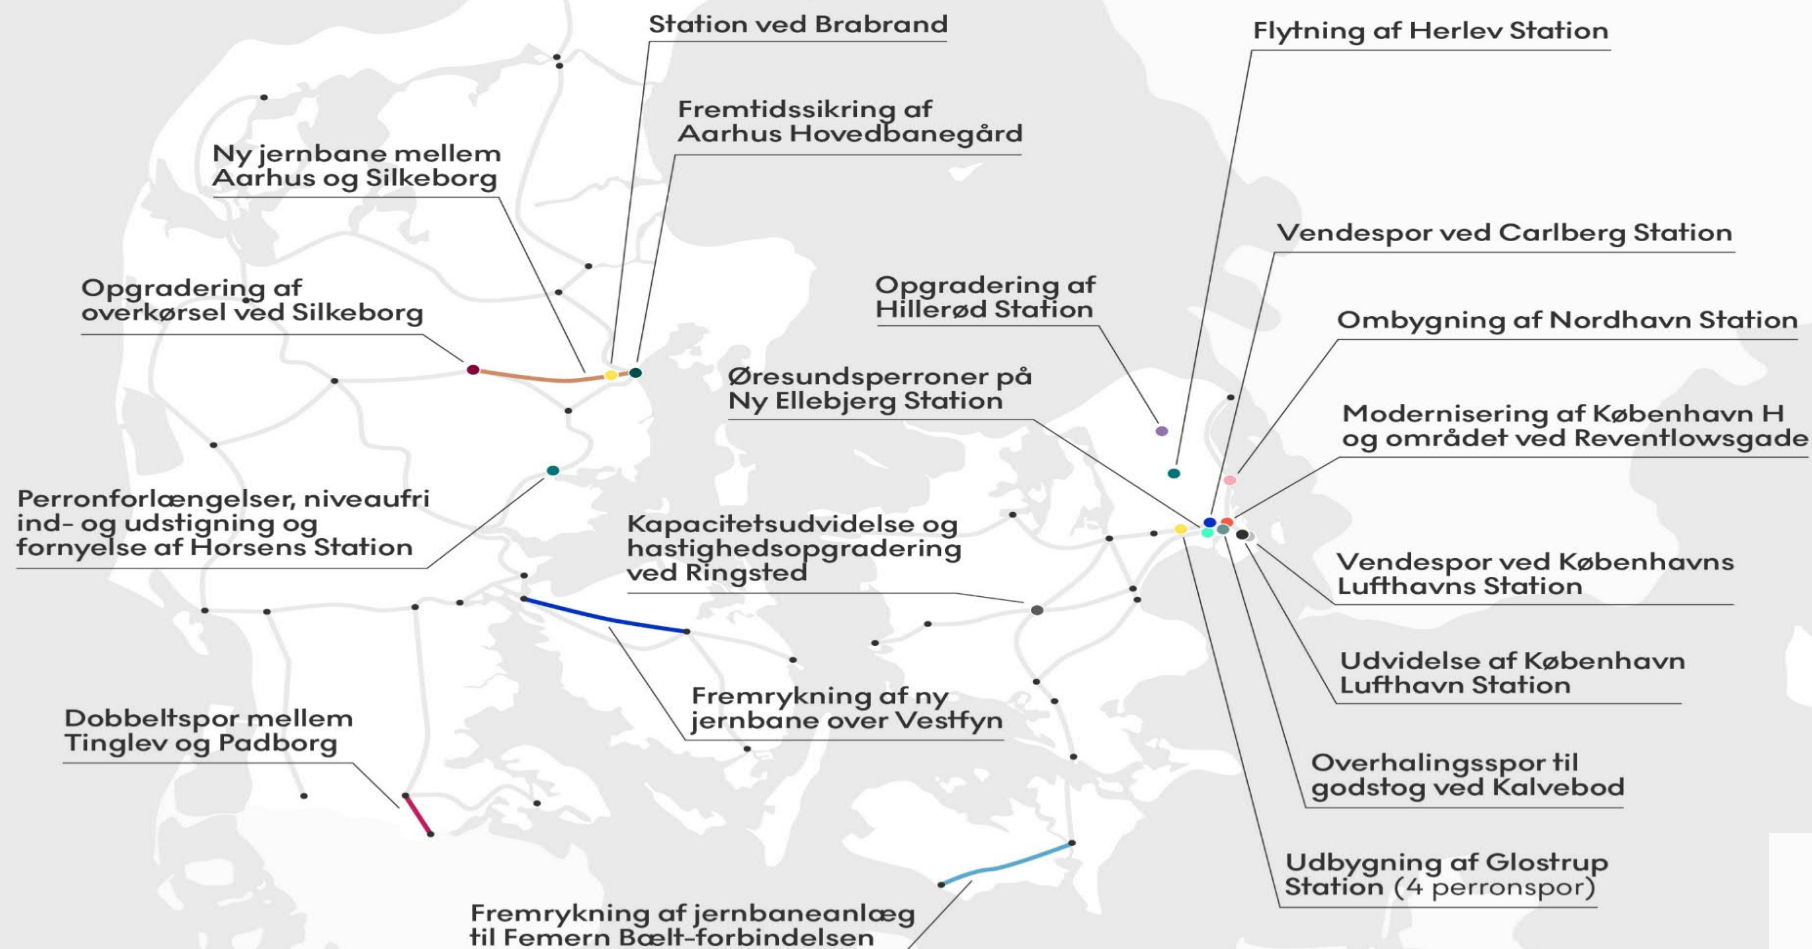 Station ved Brabrand
Flytning af Herlev Station
Fremtidssikring af
Aarhus Hovedbanegård
Ny jernbane mellem
Aarhus og Silkeborg
Vendespor ved Carlberg Station
Opgradering af
overkørsel ved Silkeborg
Opgradering af
Hillerød Station
Ombygning af Nordhavn Station
Øresundsperroner på
Ny Ellebjerg Station
Modernisering af København H
og området ved Reventlowsgade
Perronforlængelser, niveaufri
ind- og udstigning og
fornyelse af Horsens Station
Kapacitetsudvidelse og
hastighedsopgradering
ved Ringsted
Vendespor ved Københavns
Lufthavns Station
Udvidelse af København
Lufthavn Station
Fremrykning af ny
jernbane over Vestfyn
Dobbeltspor mellem
Tinglev og Padborg
Overhalingsspor til
godstog ved Kalvebod
Udbygning af Glostrup
Station (4 perronspor)
Fremrykning af jernbaneanlæg
til Femern Bælt-forbindelsen